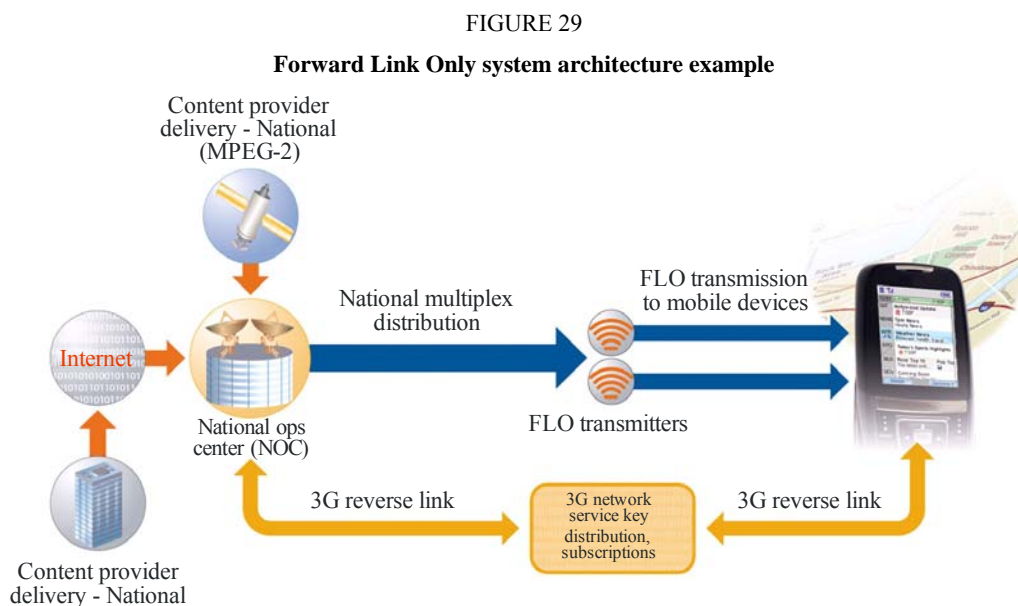 FIGURE 29
Forward Link Only system architecture example
Content provider
delivery - National
(MPEG-2)
Internet
National ops
center (NOC)
Content provider
delivery - National
National multiplex
distribution
FLO transmission
to mobile devices
FLO transmitters
3G reverse link
3G network
service key
distribution,
subscriptions
3G reverse link